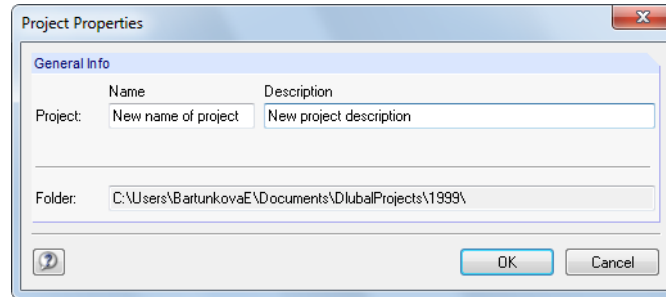 Project Properties
General Info
Name Description
Project: New name of project New project description
Folder: C:\Users\BartunkovaE\Documents\DlubalProjects\1999\
OK Cancel